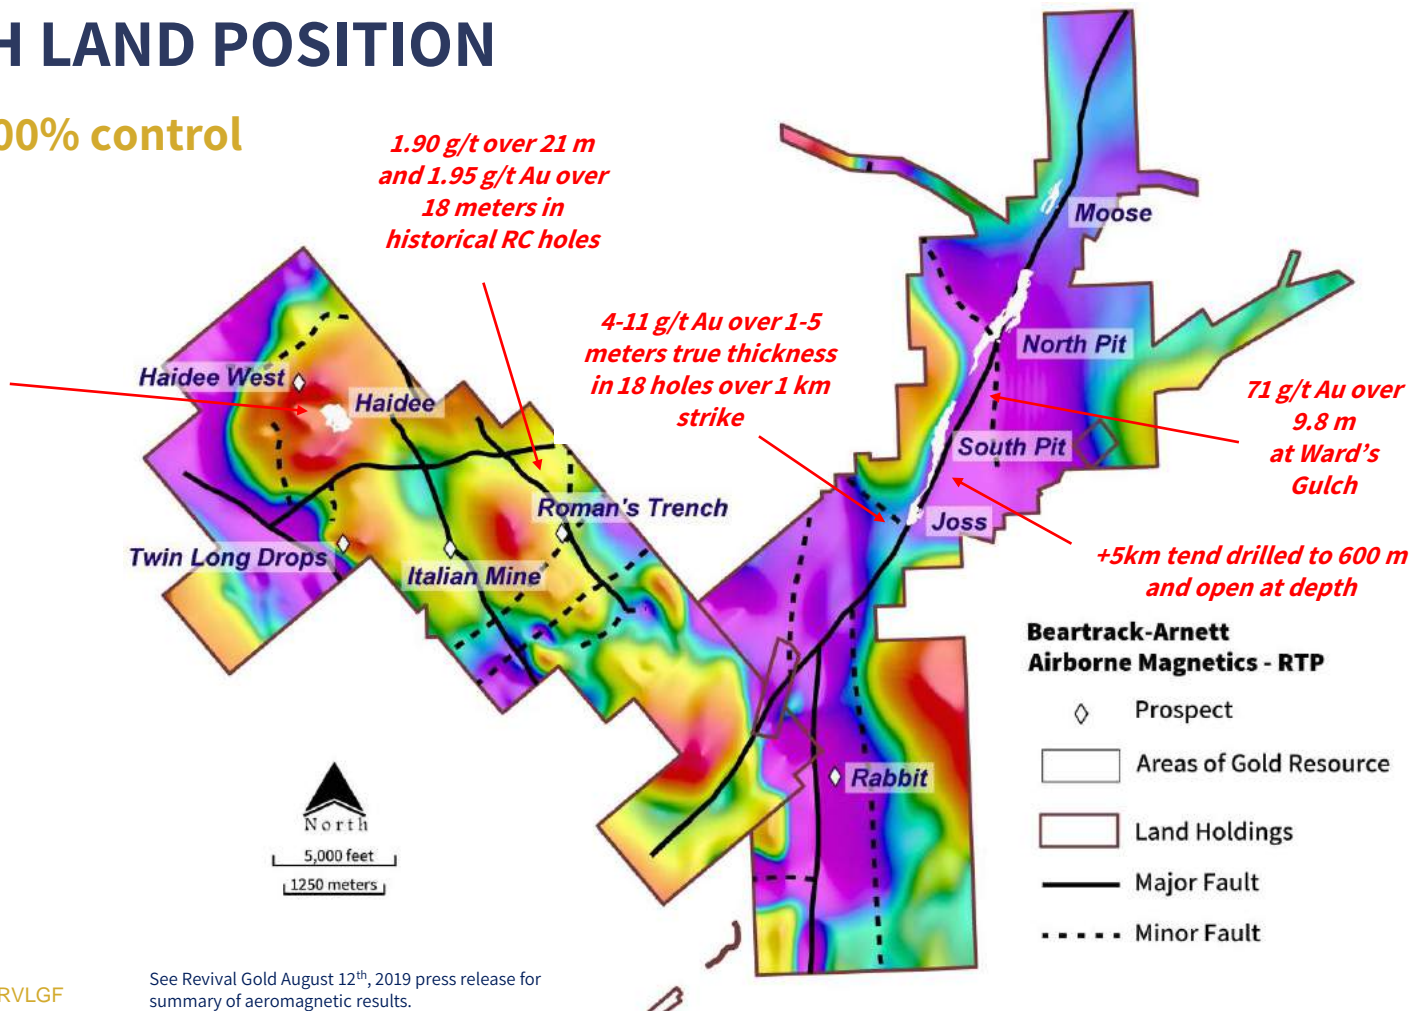 H LAND POSITION
00% control
1.90 g/t over 21 m
and 1.95 g/t Au over
18 meters in
historical RC holes
4-11 g/t Au over 1-5
meters true thickness
in 18 holes over 1 km
strike
71 g/t Au over
9.8 m
at Ward's
Gulch
+5km tend drilled to 600 m
and open at depth
Moose
North Pit
South Pit
Joss
Haidee West
Haidee
Roman's Trench
Twin Long Drops
Italian Mine
Rabbit
Beartrack-Arnett
Airborne Magnetics - RTP
Prospect
Areas of Gold Resource
Land Holdings
Major Fault
Minor Fault
North
5,000 feet
1250 meters
RVLGF
See Revival Gold August 12th, 2019 press release for
summary of aeromagnetic results.